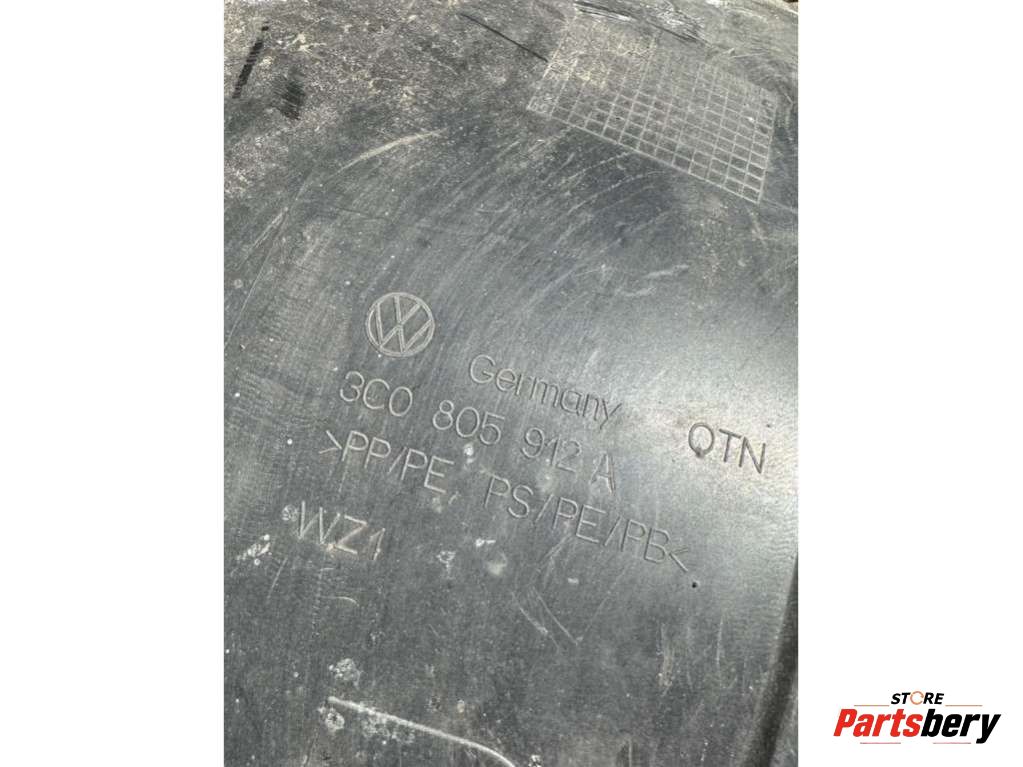 Germany
3C0 805 912 A
QTN
>PP/PE, PS/PE/PB<
WZ1
STORE
Partsbery